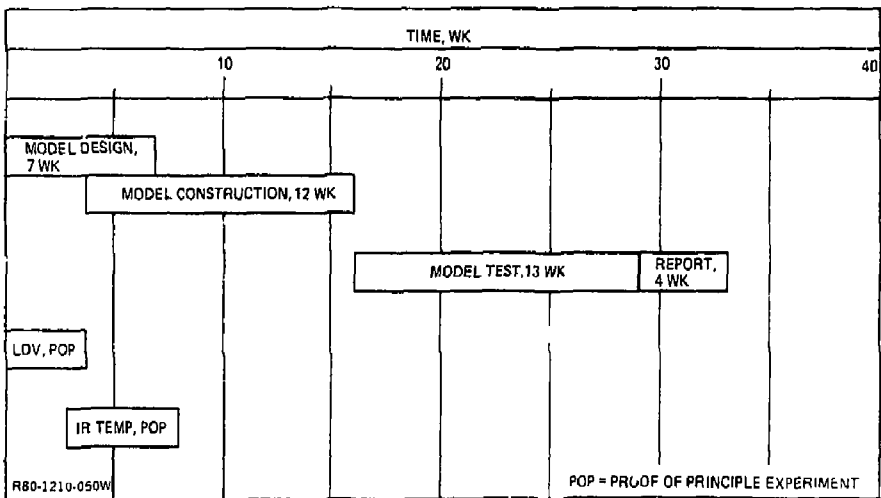 TIME, WK
10 20 30 40
MODEL DESIGN,
7 WK
MODEL CONSTRUCTION, 12 WK
MODEL TEST, 13 WK
REPORT,
4 WK
LDV, POP
IR TEMP, POP
R80-1210-050W
POP = PROOF OF PRINCIPLE EXPERIMENT